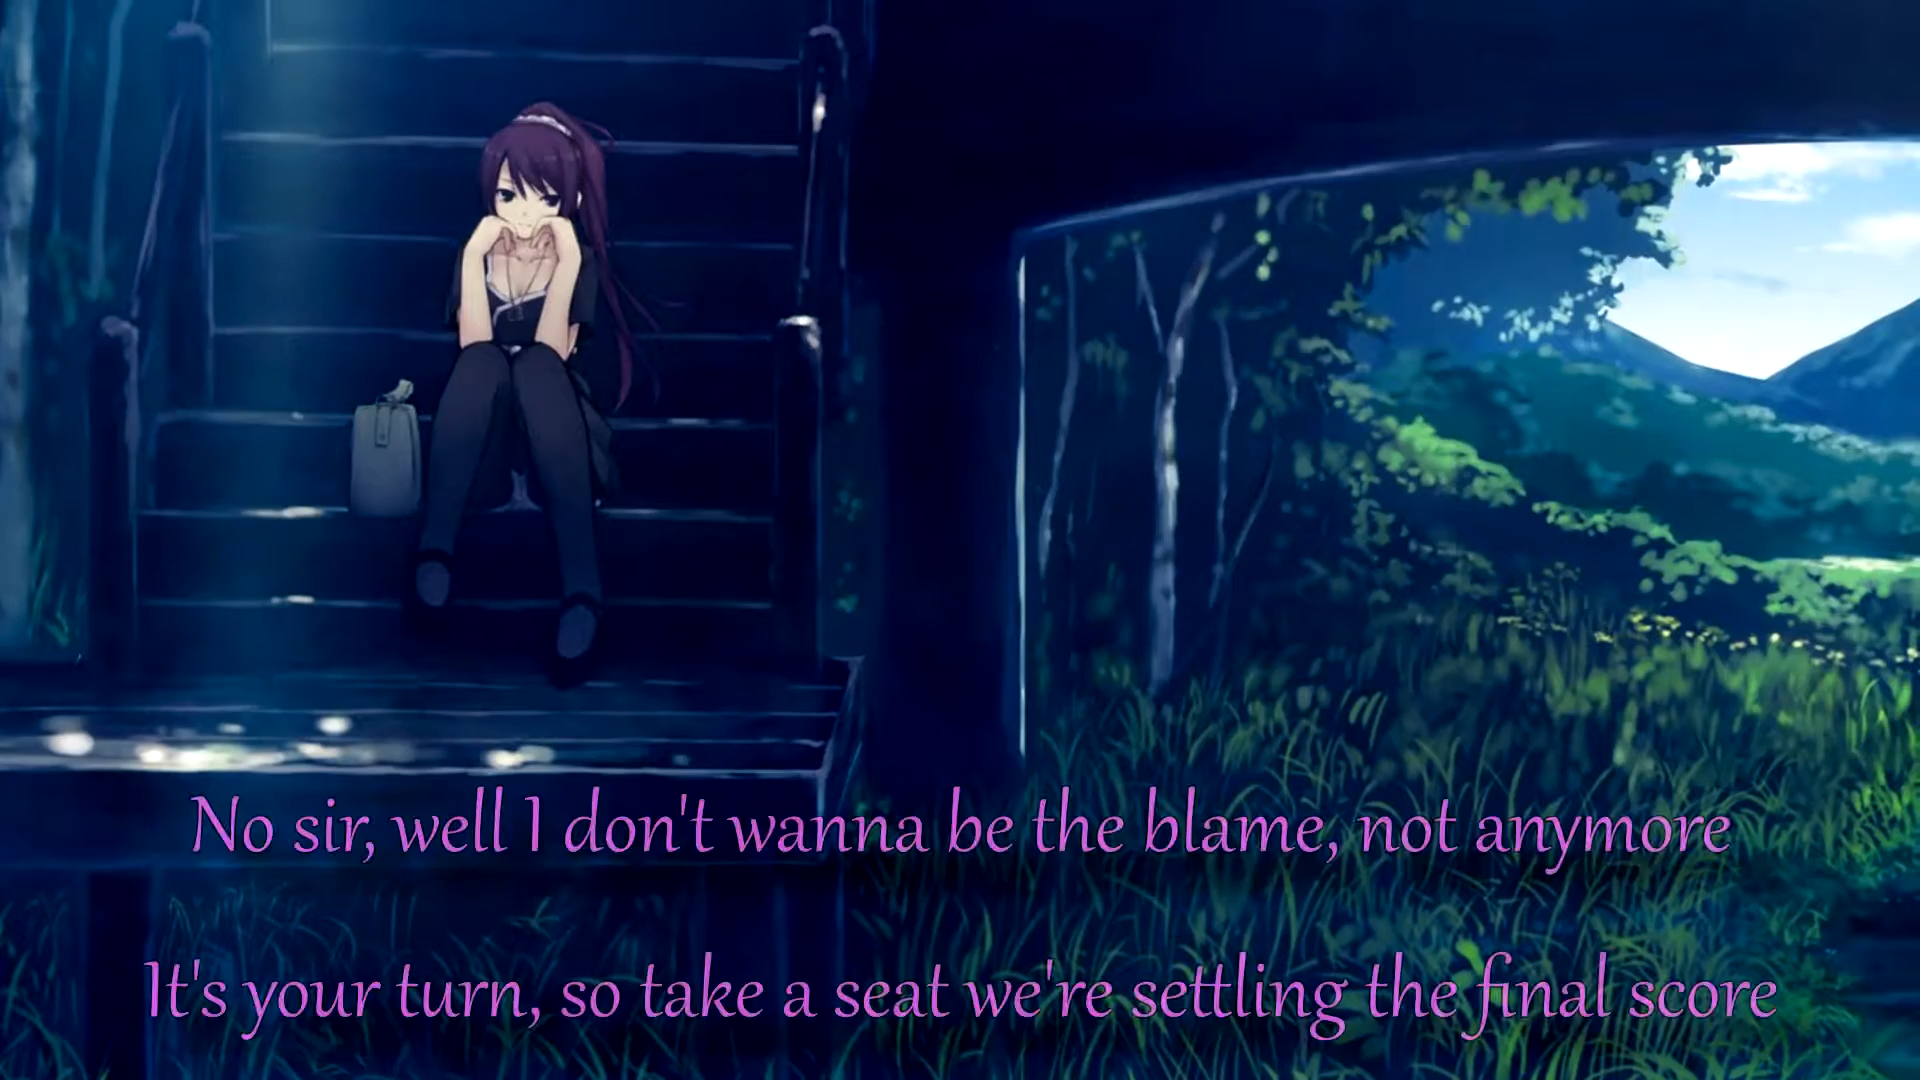 No sir, well I don't wanna be the blame, not anymore
It's your turn, so take a seat we're settling the final score